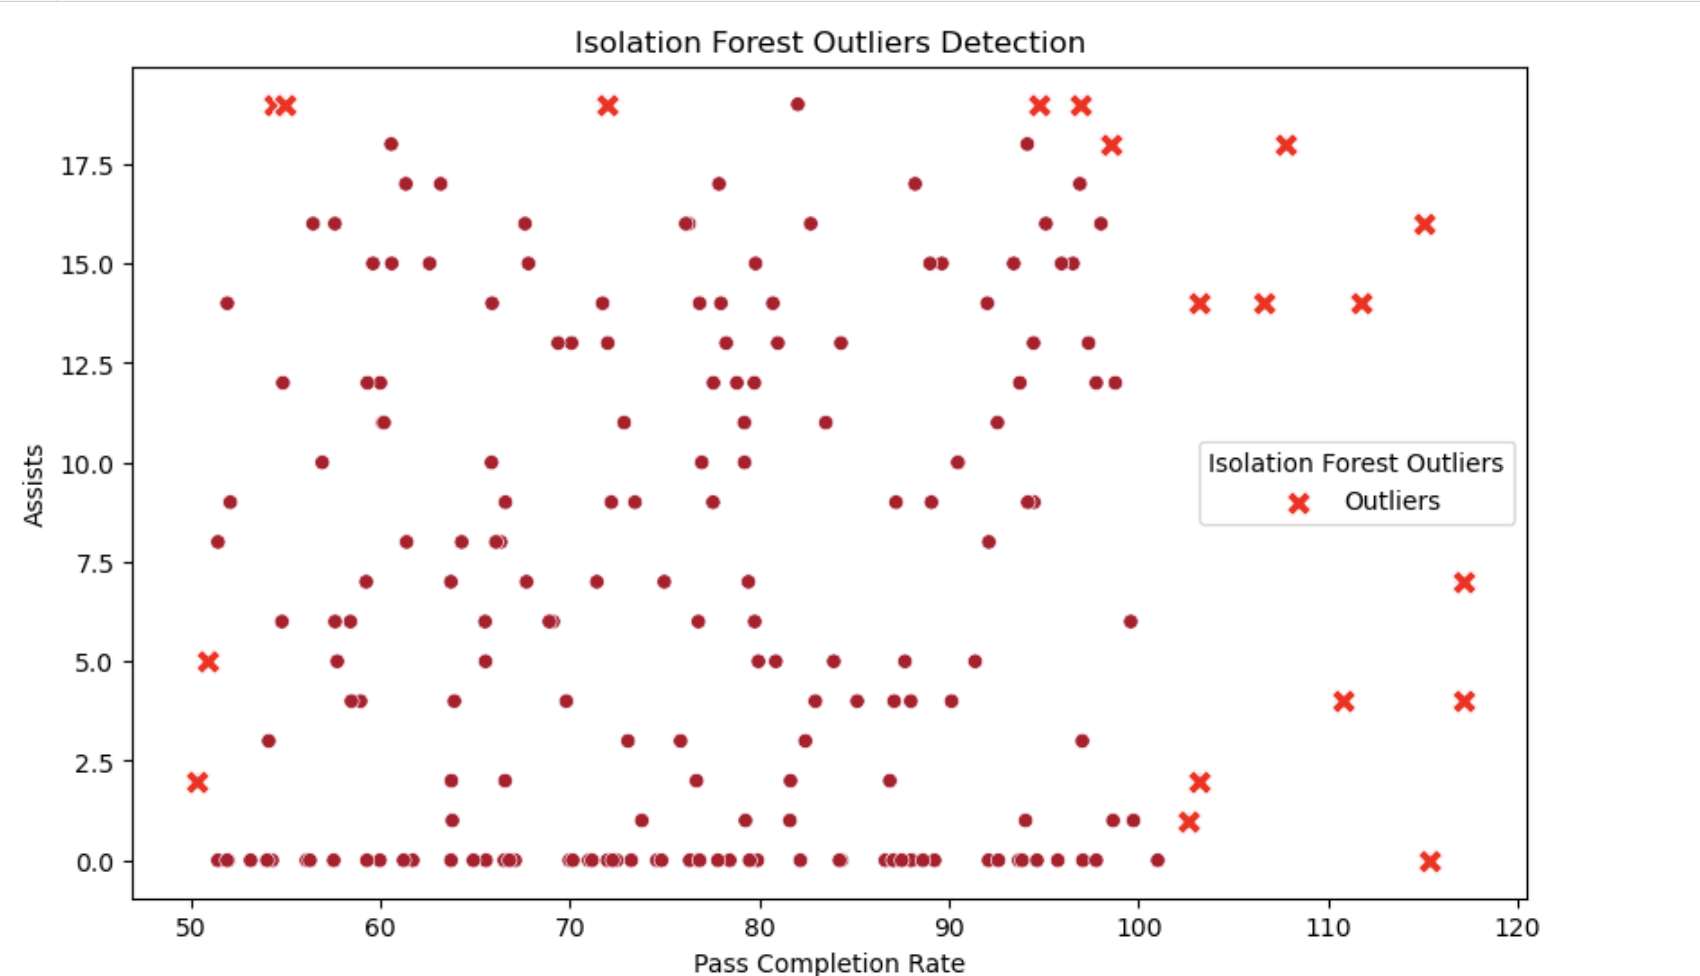 Isolation Forest Outliers Detection
17.5
15.0
12.5
10.0
7.5
5.0
2.5
0.0
Assists
Isolation Forest Outliers
Outliers
50 60 70 80 90 100 110 120
Pass Completion Rate